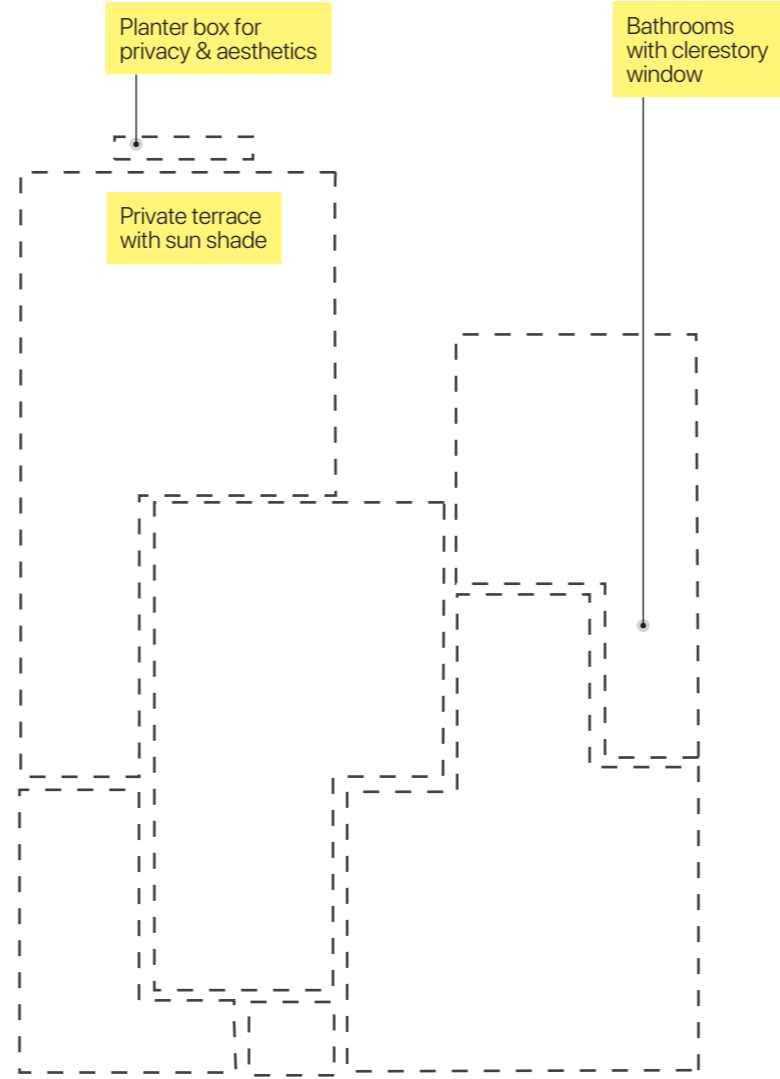 Planter box for
privacy & aesthetics
Bathrooms
with clerestory
window
Private terrace
with sun shade